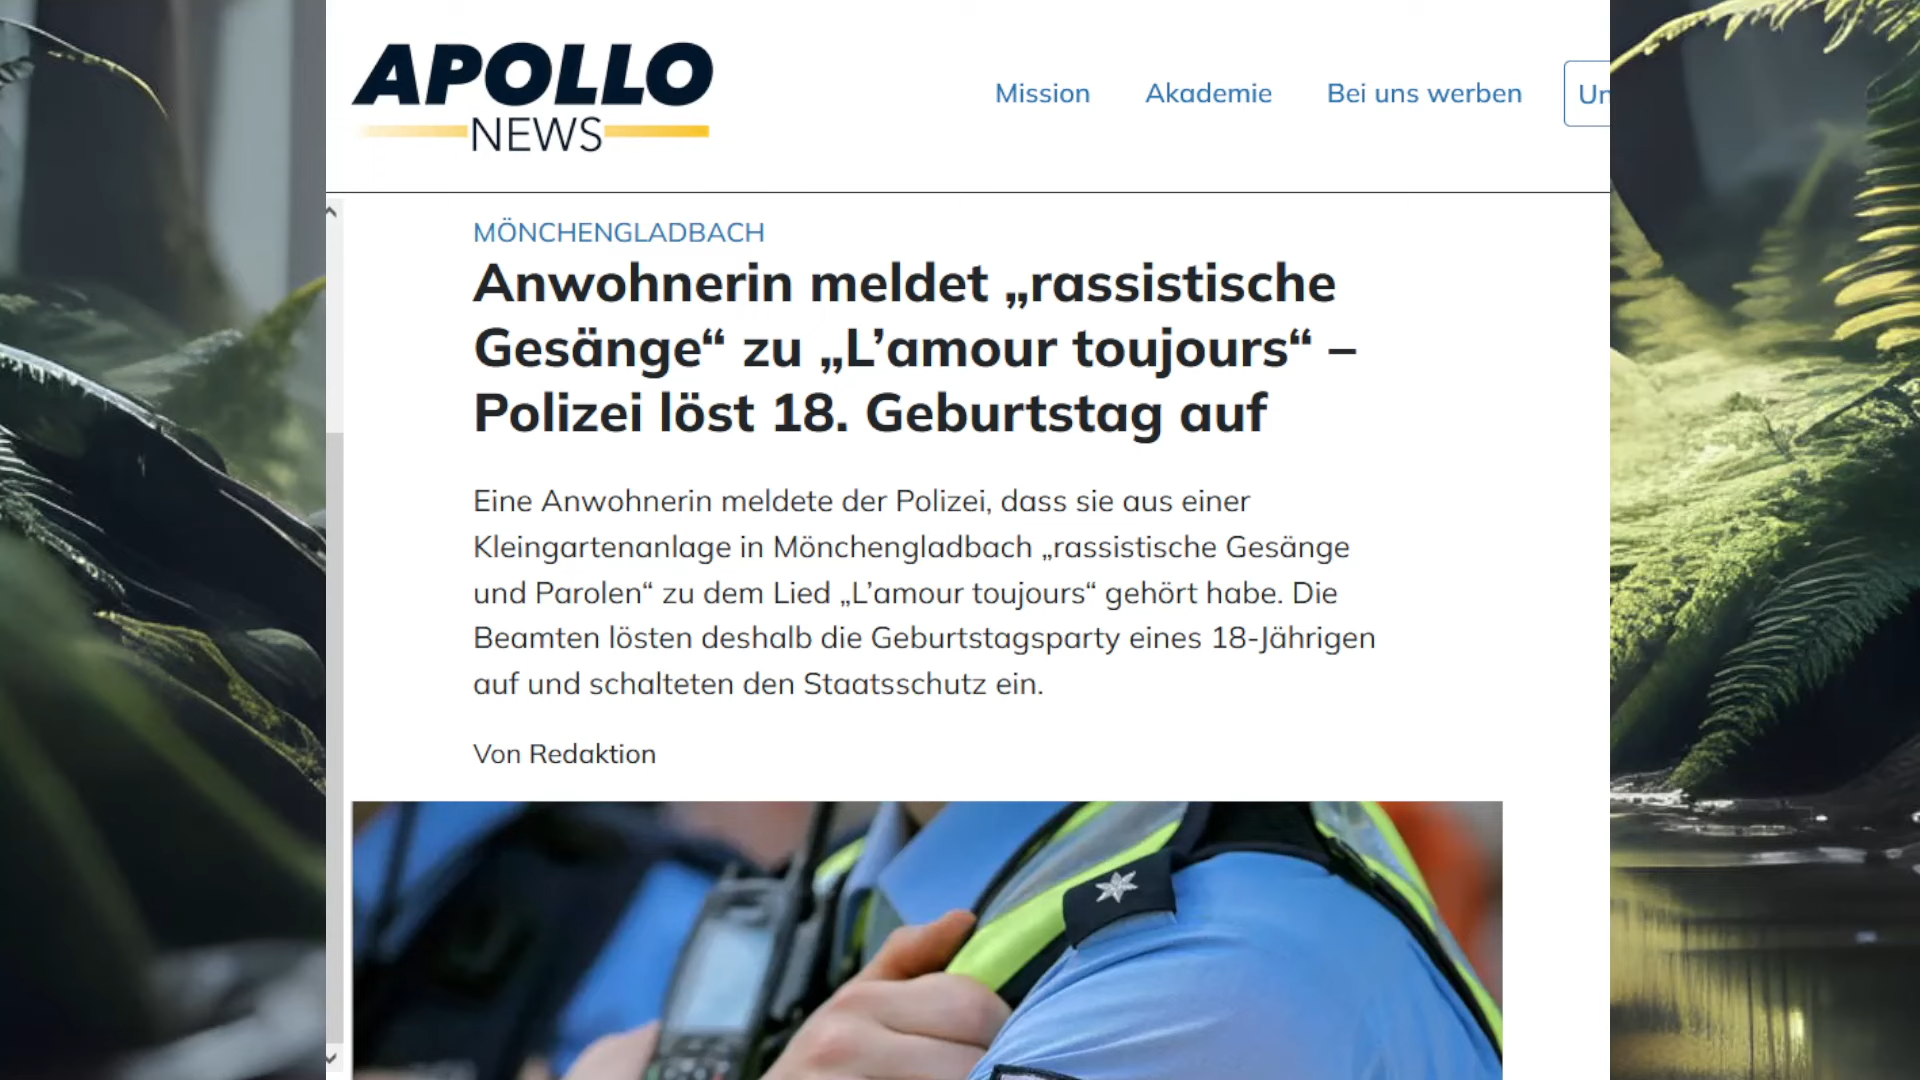 APOLLO
NEWS
Mission
Akademie
Bei uns werben
MÖNCHENGLADBACH
Anwohnerin meldet „rassistische
Gesänge“ zu „L’amour toujours“ –
Polizei löst 18. Geburtstag auf
Eine Anwohnerin meldete der Polizei, dass sie aus einer
Kleingartenanlage in Mönchengladbach „rassistische Gesänge
und Parolen“ zu dem Lied „L’amour toujours“ gehört habe. Die
Beamten lösten deshalb die Geburtstagsparty eines 18-Jährigen
auf und schalteten den Staatsschutz ein.
Von Redaktion